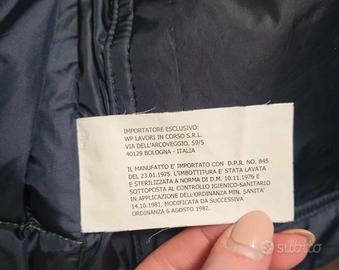 IMPORTATORE ESCLUSIVO:
WP LAVORI IN CORSO S.R.L.
VIA DELL'ARCOVEGGIO, 59/5
40129 BOLOGNA - ITALIA
IL MANUFATTO E' IMPORTATO CON D.P.R. NO. 845
DEL 23.01.1975. L'IMBOTTITURA E' STATA LAVATA
E STERILIZZATA A NORMA DI D.M. 10.11.1976 E
SOTTOPOSTA AL CONTROLLO IGIENICO-SANITARIO
IN APPLICAZIONE DELL'ORDINANZA MIN. SANITA'
14.10.1981, MODIFICATA DA SUCCESSIVA
ORDINANZA 6 AGOSTO 1982.
subito